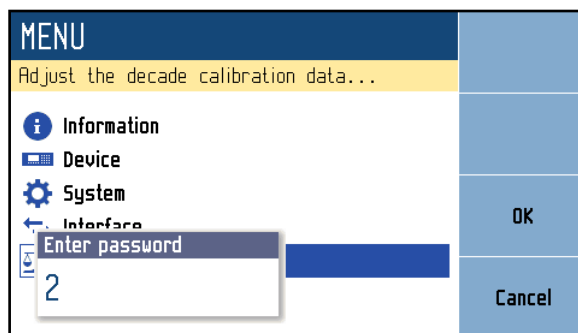 MENU
Adjust the decade calibration data...
Information
Device
System
Interface
Enter password
2
OK
Cancel